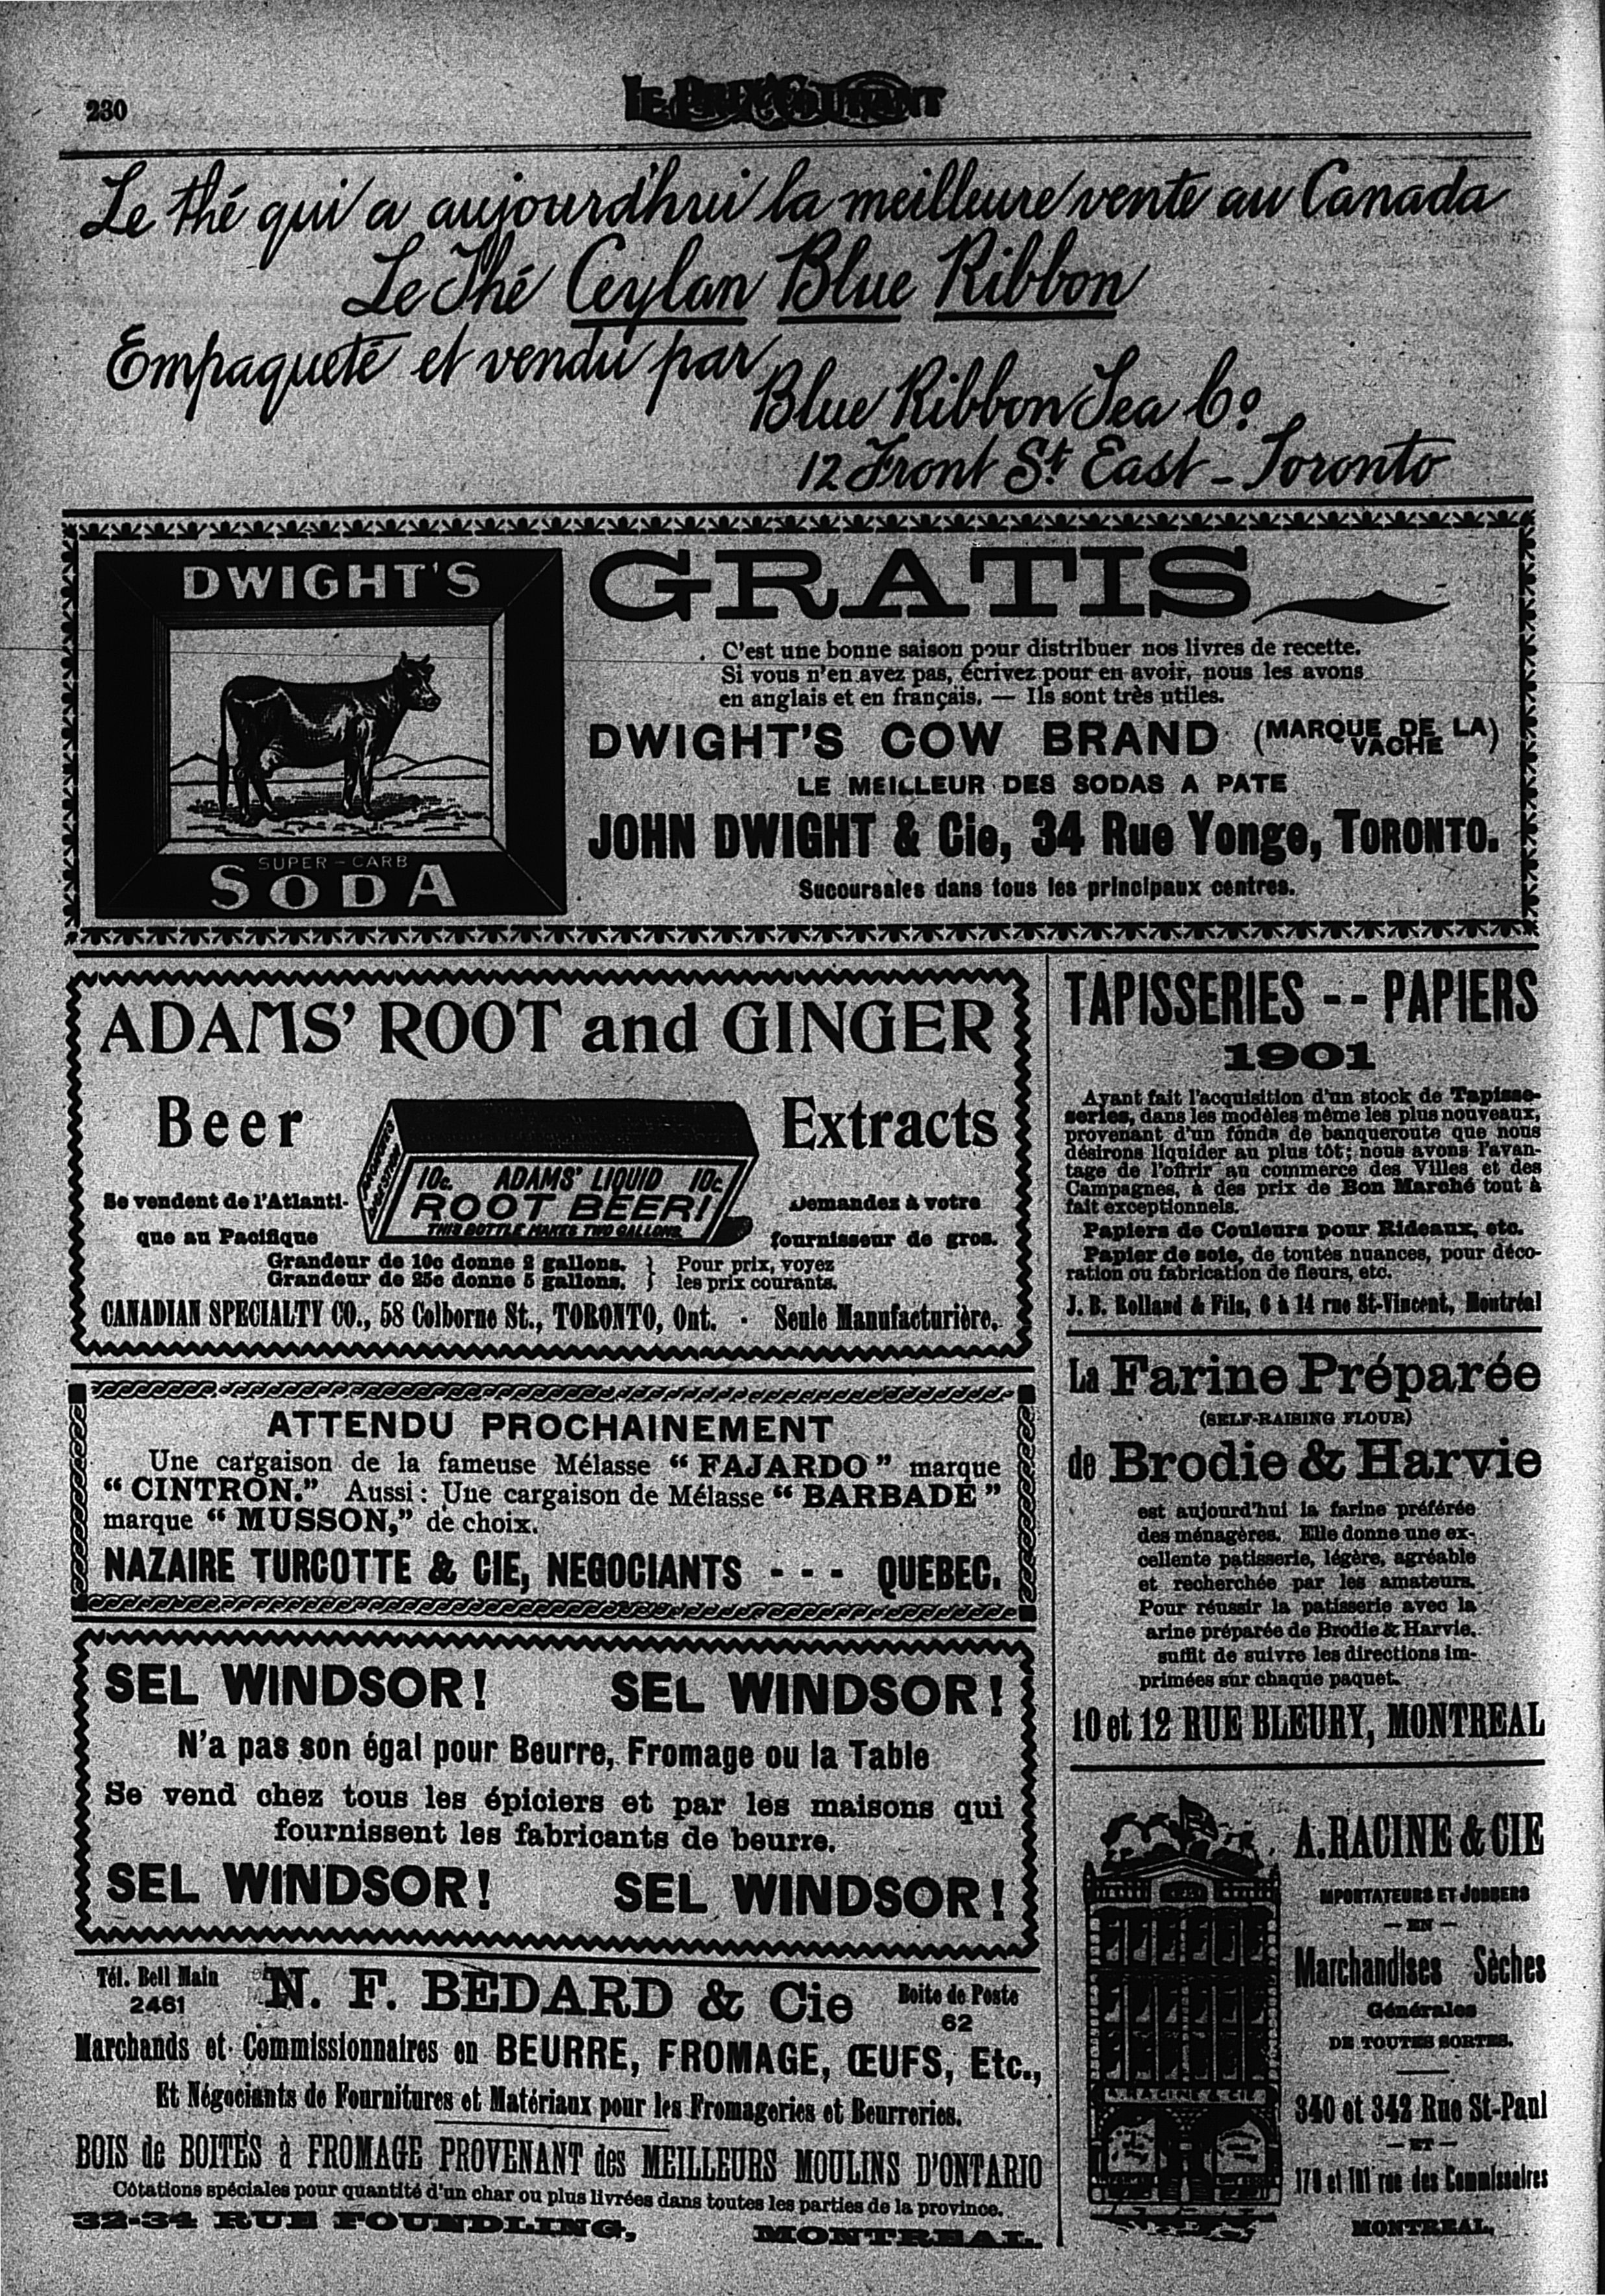 230
LE PRIX COURANT
Le thé qui a aujourd'hui la meilleure vente au Canada
Le Thé Ceylan Blue Ribbon
Empaqueté et vendu par
Blue Ribbon Tea Co.
12 Front St. East - Toronto
DWIGHT'S
SUPER-CARB
SODA
GRATIS
C'est une bonne saison pour distribuer nos livres de recette.
Si vous n'en avez pas, écrivez pour en avoir, nous les avons
en anglais et en français. — Ils sont très utiles.
DWIGHT'S COW BRAND (MARQUE DE LA VACHE)
LE MEILLEUR DES SODAS A PATE
JOHN DWIGHT & Cie, 34 Rue Yonge, TORONTO.
Succursales dans tous les principaux centres.
ADAMS' ROOT and GINGER
Beer Extracts
10c. ADAMS' LIQUID 10c
ROOT BEER!
THIS BOTTLE MAKES TWO GALLONS.
Se vendent de l'Atlanti-
que au Pacifique
Demandez à votre
fournisseur de gros.
Grandeur de 10c donne 2 gallons.
Grandeur de 25c donne 5 gallons.
Pour prix, voyez
les prix courants.
CANADIAN SPECIALTY CO., 58 Colborne St., TORONTO, Ont. - Seule Manufacturière.
ATTENDU PROCHAINEMENT
Une cargaison de la fameuse Mélasse "FAJARDO" marque
"CINTRON." Aussi: Une cargaison de Mélasse "BARBADE"
marque "MUSSON," de choix.
NAZAIRE TURCOTTE & CIE, NEGOCIANTS - - - QUEBEC.
SEL WINDSOR! SEL WINDSOR!
N'a pas son égal pour Beurre, Fromage ou la Table
Se vend chez tous les épiciers et par les maisons qui
fournissent les fabricants de beurre.
SEL WINDSOR! SEL WINDSOR!
Tél. Bell Main
2461
N. F. BEDARD & Cie
Boite de Poste
62
Marchands et Commissionnaires en BEURRE, FROMAGE, ŒUFS, Etc.,
Et Négociants de Fournitures et Matériaux pour les Fromageries et Beurreries.
BOIS de BOITES à FROMAGE PROVENANT des MEILLEURS MOULINS D'ONTARIO
Côtations spéciales pour quantité d'un char ou plus livrées dans toutes les parties de la province.
32-34 RUE FOUNDLING, MONTREAL.
TAPISSERIES - - PAPIERS
1901
Ayant fait l'acquisition d'un stock de Tapisse-
series, dans les modèles même les plus nouveaux,
provenant d'un fonds de banqueroute que nous
désirons liquider au plus tôt; nous avons l'avan-
tage de l'offrir au commerce des Villes et des
Campagnes, à des prix de Bon Marché tout à
fait exceptionnels.
Papiers de Couleurs pour Rideaux, etc.
Papier de soie, de toutes nuances, pour déco-
ration ou fabrication de fleurs, etc.
J. B. Rolland & Fils, 6 à 14 rue St-Vincent, Montréal
La Farine Préparée
(SELF-RAISING FLOUR)
de Brodie & Harvie
est aujourd'hui la farine préférée
des ménagères. Elle donne une ex-
cellente patisserie, légère, agréable
et recherchée par les amateurs.
Pour réussir la patisserie avec la
arine préparée de Brodie & Harvie,
suffit de suivre les directions im-
primées sur chaque paquet.
10 et 12 RUE BLEURY, MONTREAL
A. RACINE & CIE
A. RACINE & CIE
IMPORTATEURS ET JOBBERS
— EN —
Marchandises Sèches
Générales
DE TOUTES SORTES.
340 et 342 Rue St-Paul
— ET —
178 et 181 rue des Commissaires
MONTREAL.